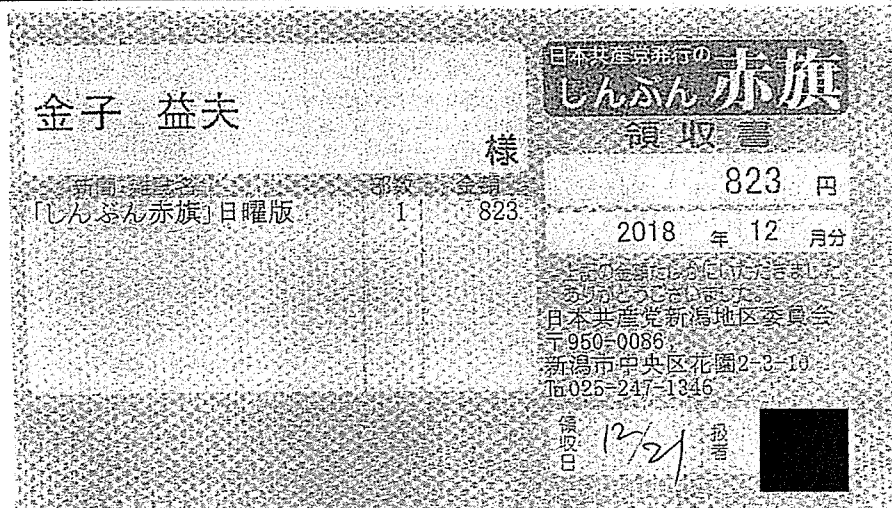 金子 益夫
様
新聞・雑誌名 部数 金額
「しんぶん赤旗」日曜版 1 823
日本共産党発行の
しんぶん赤旗
領収書
823 円
2018 年 12 月分
上記の金額たしかにいただきました。
ありがとうございました。
日本共産党新潟地区委員会
〒950-0086
新潟市中央区花園2-3-10
℡025-247-1346
領収日 12/21 扱者